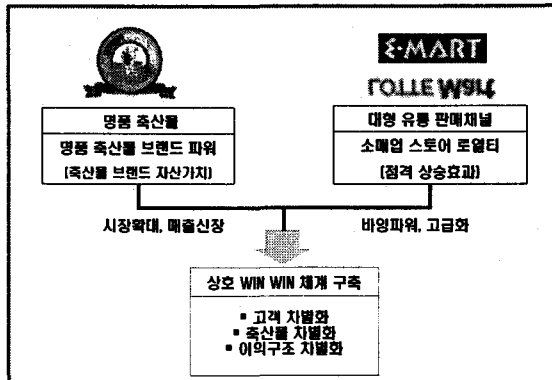 E·MART
LOTTE Mart
명품 축산물
명품 축산물 브랜드 파워
(축산물 브랜드 자산가치)
대형 유통 판매채널
소매업 스토어 로열티
(점격 상승효과)
시장확대, 매출신장
바잉파워, 고급화
상호 WIN WIN 체계 구축
▪ 고객 차별화
▪ 축산물 차별화
▪ 이익구조 차별화